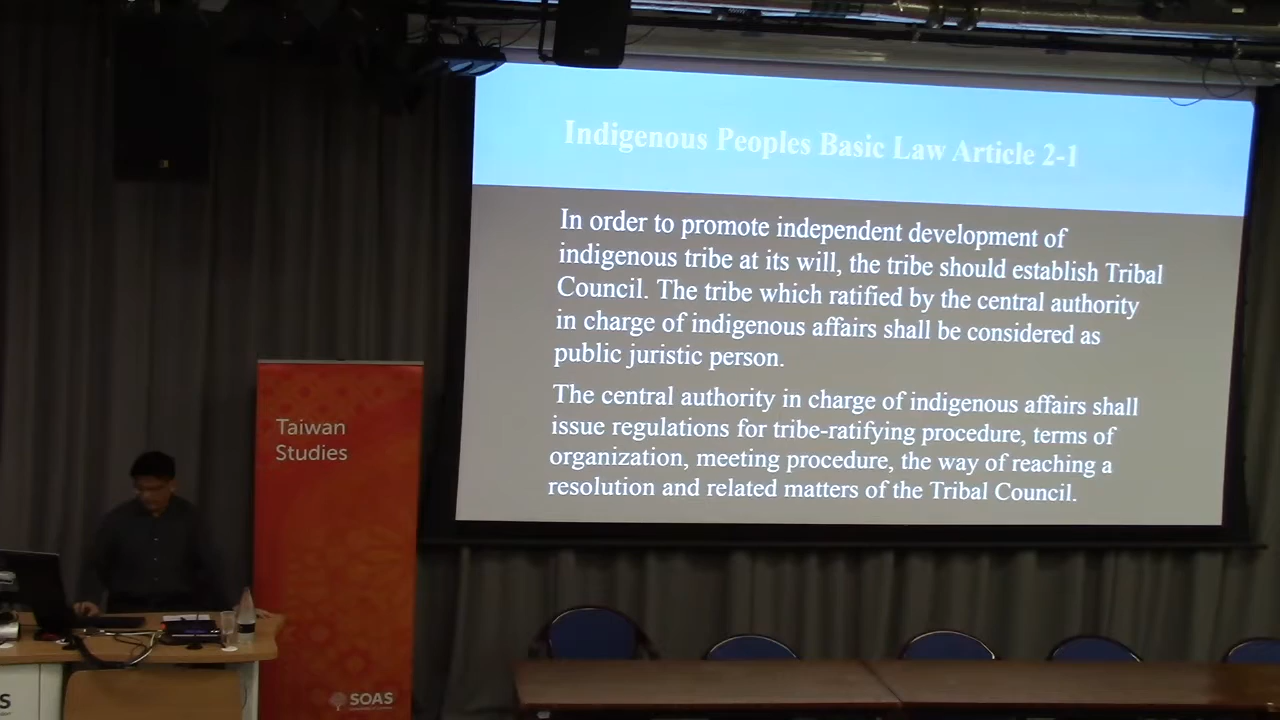 Indigenous Peoples Basic Law Article 2-1
In order to promote independent development of
indigenous tribe at its will, the tribe should establish Tribal
Council. The tribe which ratified by the central authority
in charge of indigenous affairs shall be considered as
public juristic person.
The central authority in charge of indigenous affairs shall
issue regulations for tribe-ratifying procedure, terms of
organization, meeting procedure, the way of reaching a
resolution and related matters of the Tribal Council.
Taiwan
Studies
SOAS
S